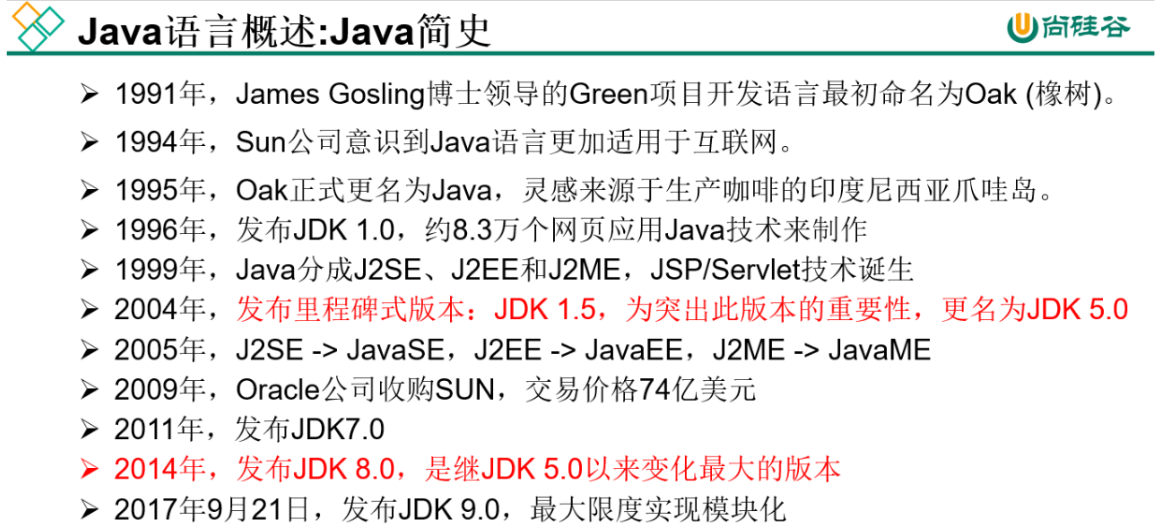 Java语言概述:Java简史
尚硅谷
➢ 1991年，James Gosling博士领导的Green项目开发语言最初命名为Oak (橡树)。
➢ 1994年，Sun公司意识到Java语言更加适用于互联网。
➢ 1995年，Oak正式更名为Java，灵感来源于生产咖啡的印度尼西亚爪哇岛。
➢ 1996年，发布JDK 1.0，约8.3万个网页应用Java技术来制作
➢ 1999年，Java分成J2SE、J2EE和J2ME，JSP/Servlet技术诞生
➢ 2004年，发布里程碑式版本：JDK 1.5，为突出此版本的重要性，更名为JDK 5.0
➢ 2005年，J2SE -> JavaSE，J2EE -> JavaEE，J2ME -> JavaME
➢ 2009年，Oracle公司收购SUN，交易价格74亿美元
➢ 2011年，发布JDK7.0
➢ 2014年，发布JDK 8.0，是继JDK 5.0以来变化最大的版本
➢ 2017年9月21日，发布JDK 9.0，最大限度实现模块化